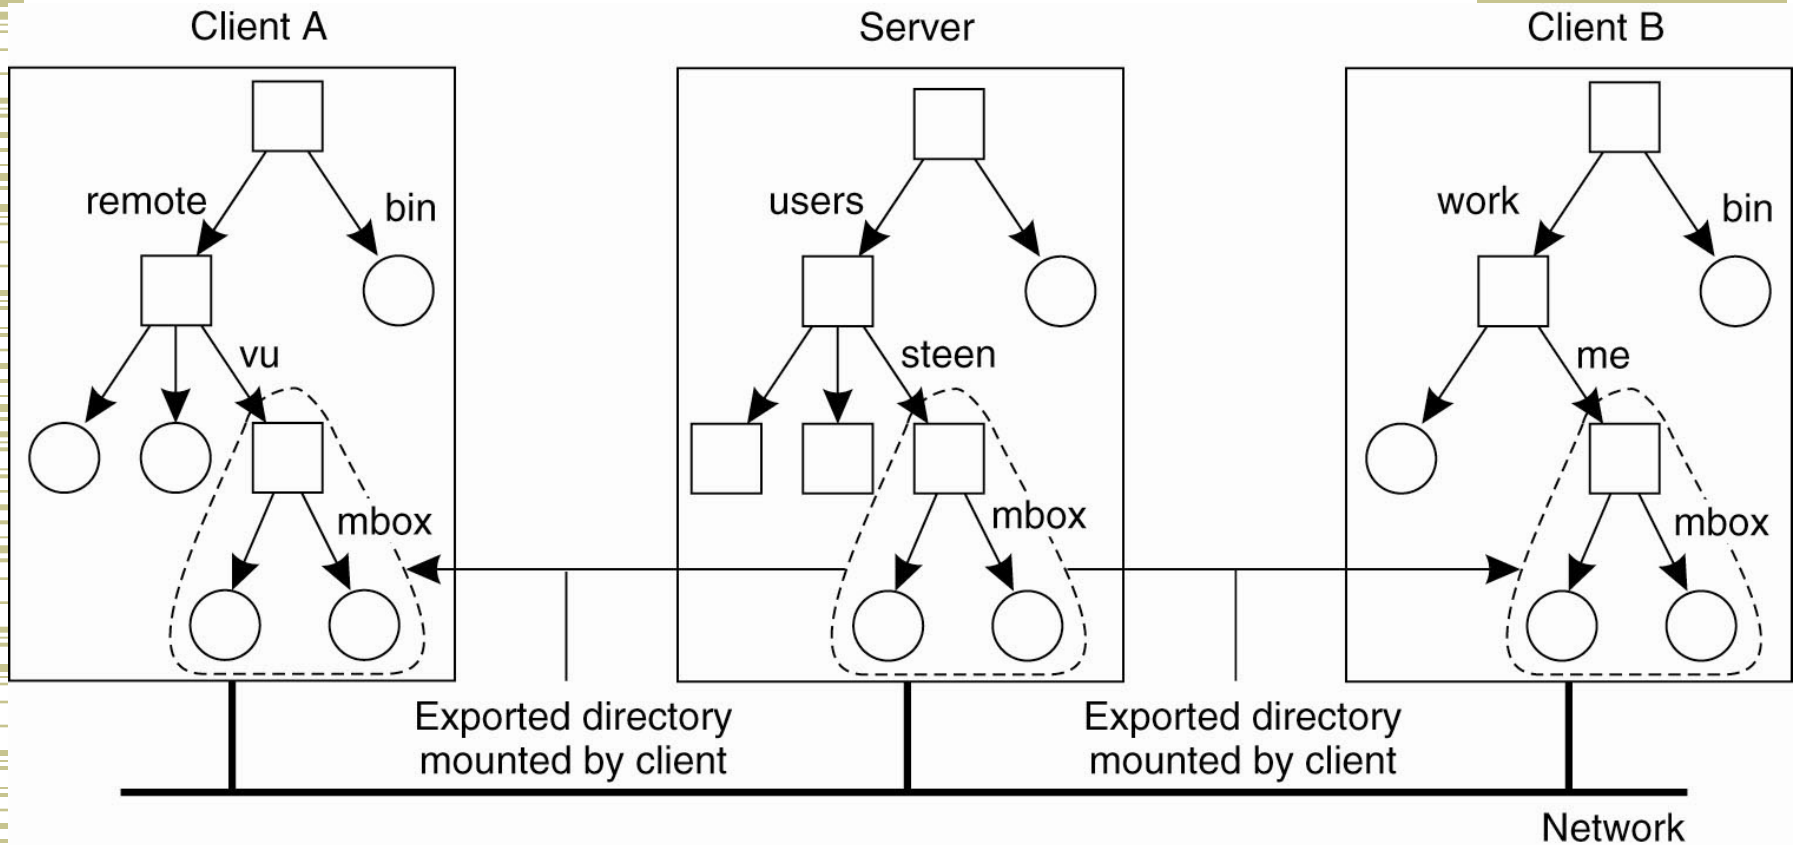 Client A
Server
Client B
remote
bin
users
work
bin
vu
steen
me
mbox
mbox
mbox
Exported directory
mounted by client
Exported directory
mounted by client
Network